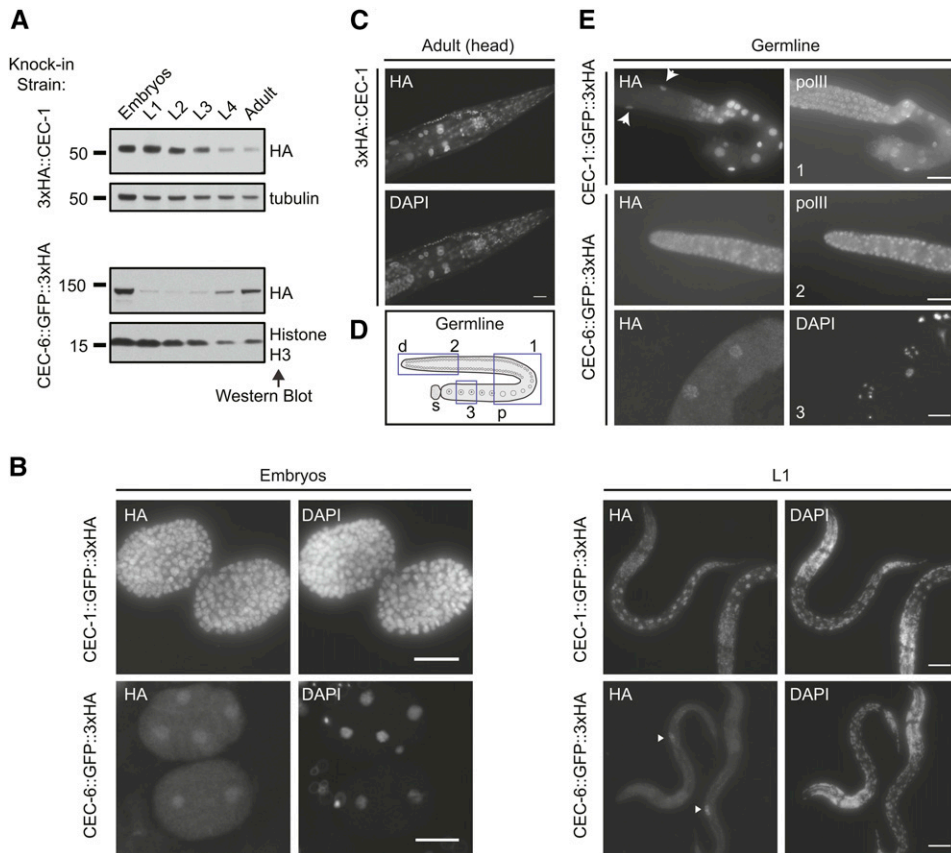 A
Knock-in
Strain:
Embryos
L1
L2
L3
L4
Adult
3xHA::CEC-1
50
HA
50
tubulin
CEC-6::GFP::3xHA
150
HA
15
Histone
H3
Western Blot
C
Adult (head)
3xHA::CEC-1
HA
DAPI
D
Germline
d
2
1
s
3
p
E
Germline
CEC-1::GFP::3xHA
HA
polII
1
CEC-6::GFP::3xHA
HA
polII
2
HA
DAPI
3
B
Embryos
CEC-1::GFP::3xHA
HA
DAPI
CEC-6::GFP::3xHA
HA
DAPI
L1
CEC-1::GFP::3xHA
HA
DAPI
CEC-6::GFP::3xHA
HA
DAPI